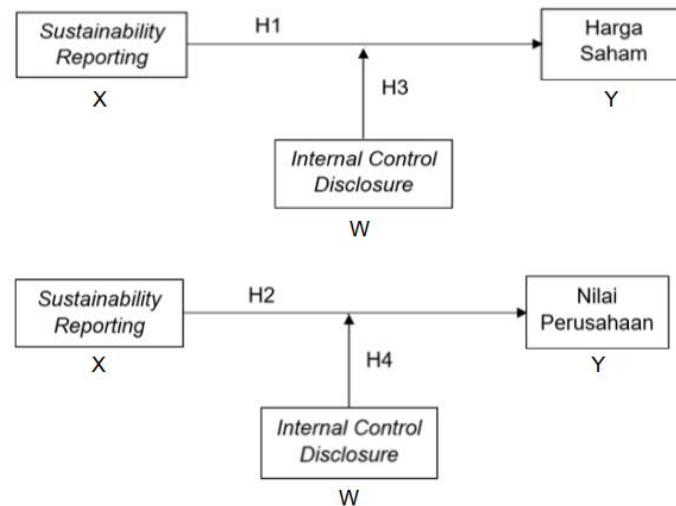 Sustainability
Reporting
X
H1
Harga
Saham
Y
H3
Internal Control
Disclosure
W
Sustainability
Reporting
X
H2
Nilai
Perusahaan
Y
H4
Internal Control
Disclosure
W